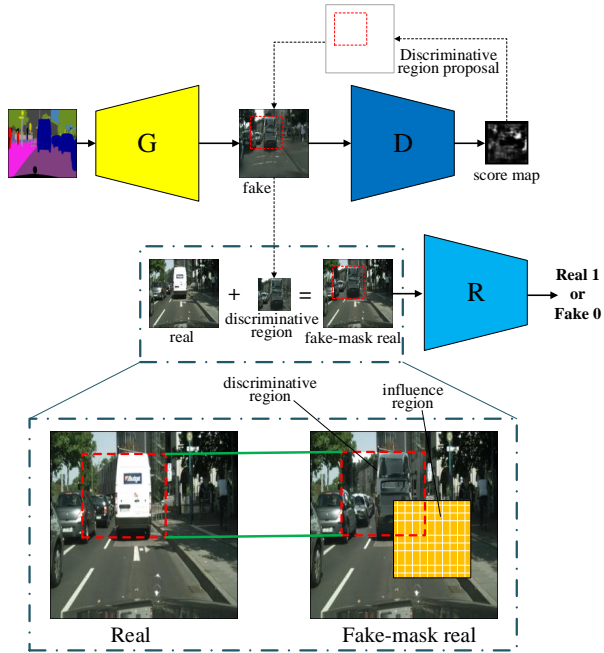 Discriminative
region proposal
G
D
fake
score map
R
Real 1
or
Fake 0
+
=
real
discriminative
region
fake-mask real
discriminative
region
influence
region
Real
Fake-mask real